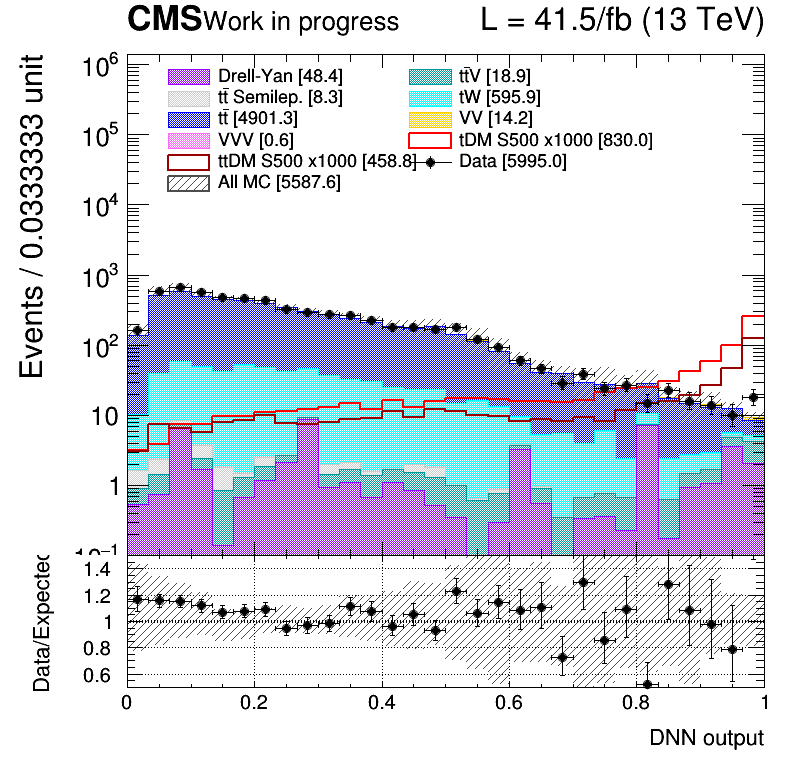 CMS Work in progress L = 41.5/fb (13 TeV)
Events / 0.0333333 unit
Drell-Yan [48.4] tt̄V [18.9]
tt̄ Semilep. [8.3] tW [595.9]
tt̄ [4901.3] VV [14.2]
VVV [0.6] tDM S500 x1000 [830.0]
ttDM S500 x1000 [458.8] Data [5995.0]
All MC [5587.6]
10⁶
10⁵
10⁴
10³
10²
10
1
10⁻¹
Data/Expected
1.4
1.2
1
0.8
0.6
0 0.2 0.4 0.6 0.8 1
DNN output